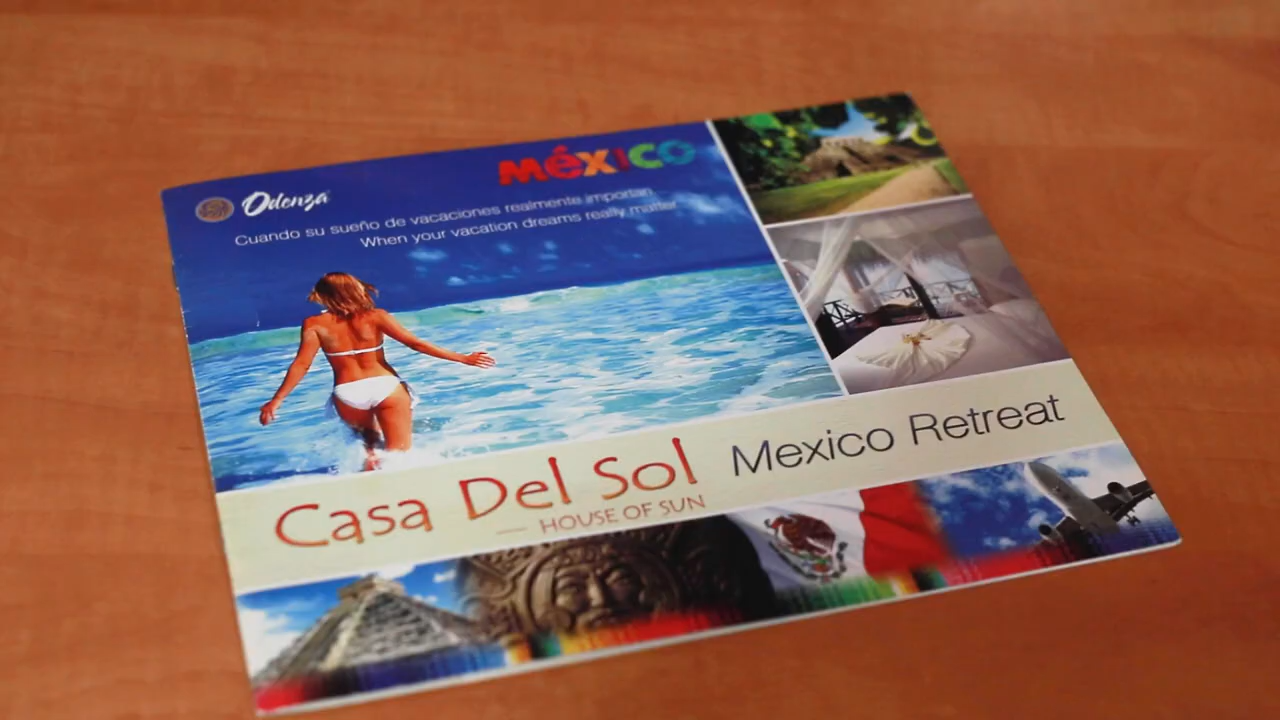 MéXICO
Odenza
Cuando su sueño de vacaciones realmente importan
When your vacation dreams really matter
Casa Del Sol Mexico Retreat
HOUSE OF SUN